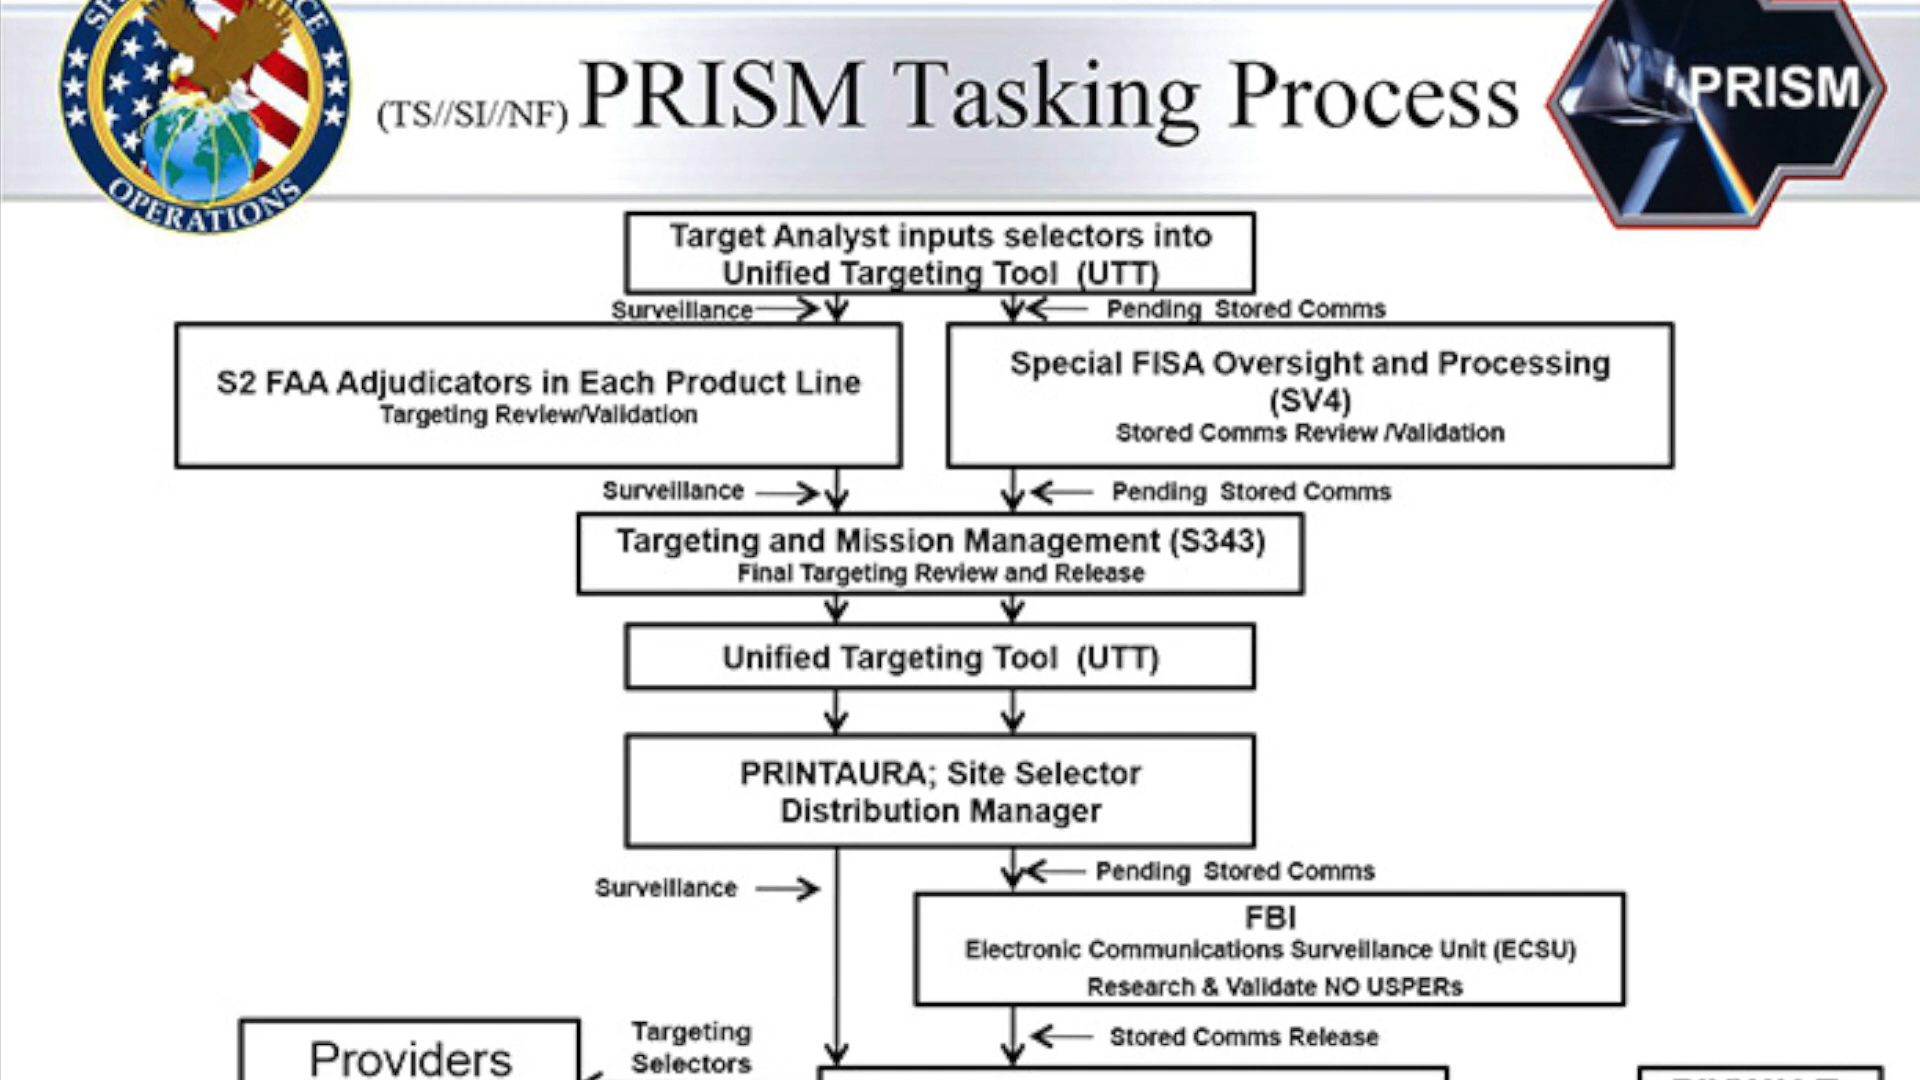 OPERATIONS
(TS//SI//NF) PRISM Tasking Process
PRISM
Target Analyst inputs selectors into
Unified Targeting Tool (UTT)
Surveillance
Pending Stored Comms
S2 FAA Adjudicators in Each Product Line
Targeting Review/Validation
Special FISA Oversight and Processing
(SV4)
Stored Comms Review /Validation
Surveillance
Pending Stored Comms
Targeting and Mission Management (S343)
Final Targeting Review and Release
Unified Targeting Tool (UTT)
PRINTAURA; Site Selector
Distribution Manager
Surveillance
Pending Stored Comms
FBI
Electronic Communications Surveillance Unit (ECSU)
Research & Validate NO USPERs
Targeting
Selectors
Stored Comms Release
Providers